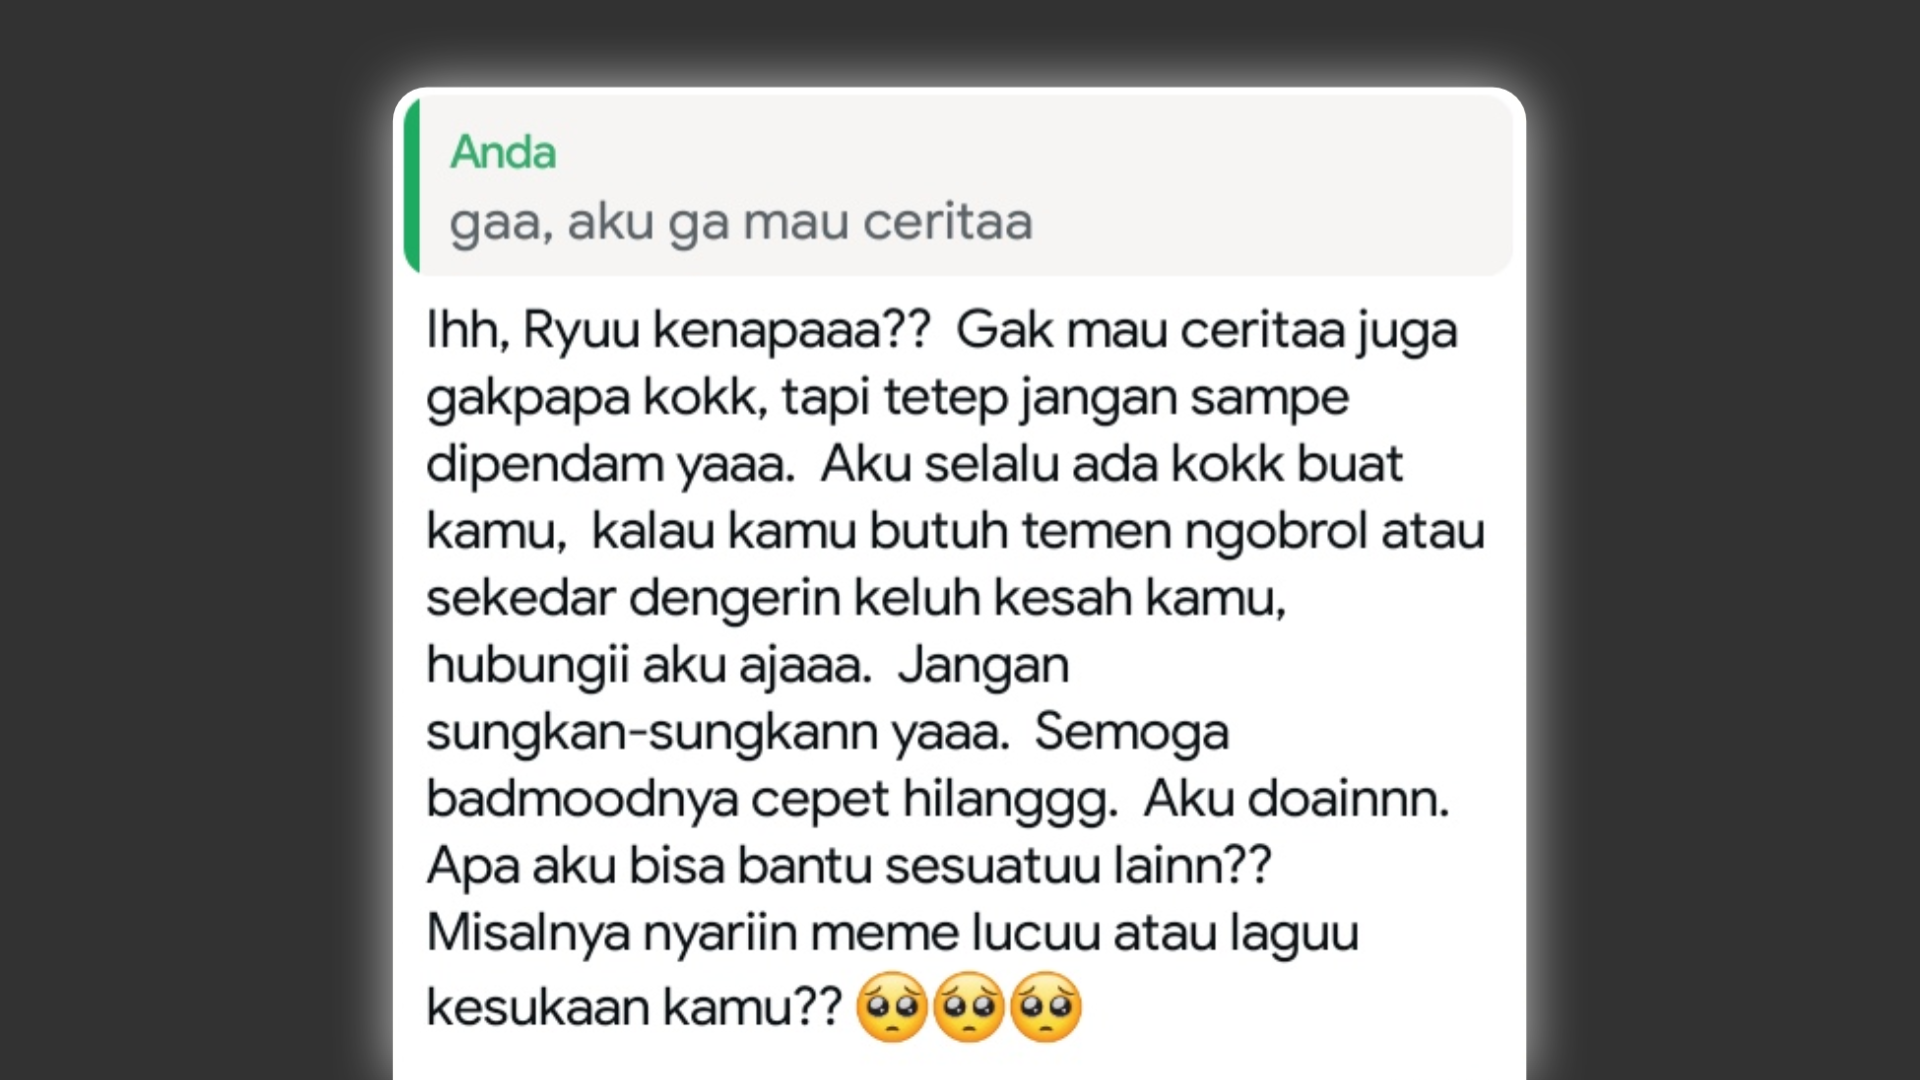 Anda
gaa, aku ga mau ceritaa
Ihh, Ryuu kenapaaa??  Gak mau ceritaa juga
gakpapa kokk, tapi tetep jangan sampe
dipendam yaaa.  Aku selalu ada kokk buat
kamu,  kalau kamu butuh temen ngobrol atau
sekedar dengerin keluh kesah kamu,
hubungii aku ajaaa.  Jangan
sungkan-sungkann yaaa.  Semoga
badmoodnya cepet hilanggg.  Aku doainnn.
Apa aku bisa bantu sesuatuu lainn??
Misalnya nyariin meme lucuu atau laguu
kesukaan kamu?? 🥺🥺🥺